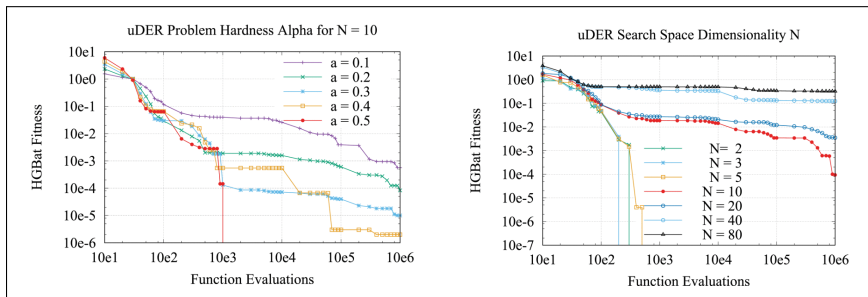 uDER Problem Hardness Alpha for N = 10
10e1
10e0
10e-1
10e-2
10e-3
10e-4
10e-5
10e-6
HGBat Fitness
a = 0.1
a = 0.2
a = 0.3
a = 0.4
a = 0.5
10e1 10e2 10e3 10e4 10e5 10e6
Function Evaluations
uDER Search Space Dimensionality N
10e1
10e0
10e-1
10e-2
10e-3
10e-4
10e-5
10e-6
10e-7
HGBat Fitness
N= 2
N = 3
N = 5
N = 10
N = 20
N = 40
N = 80
10e1 10e2 10e3 10e4 10e5 10e6
Function Evaluations